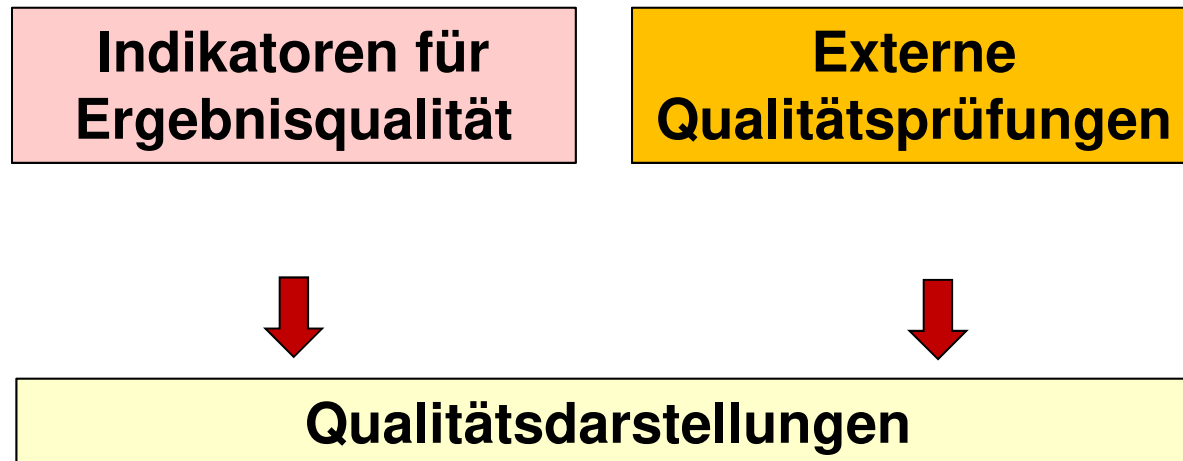 Indikatoren für
Ergebnisqualität
Externe
Qualitätsprüfungen
Qualitätsdarstellungen